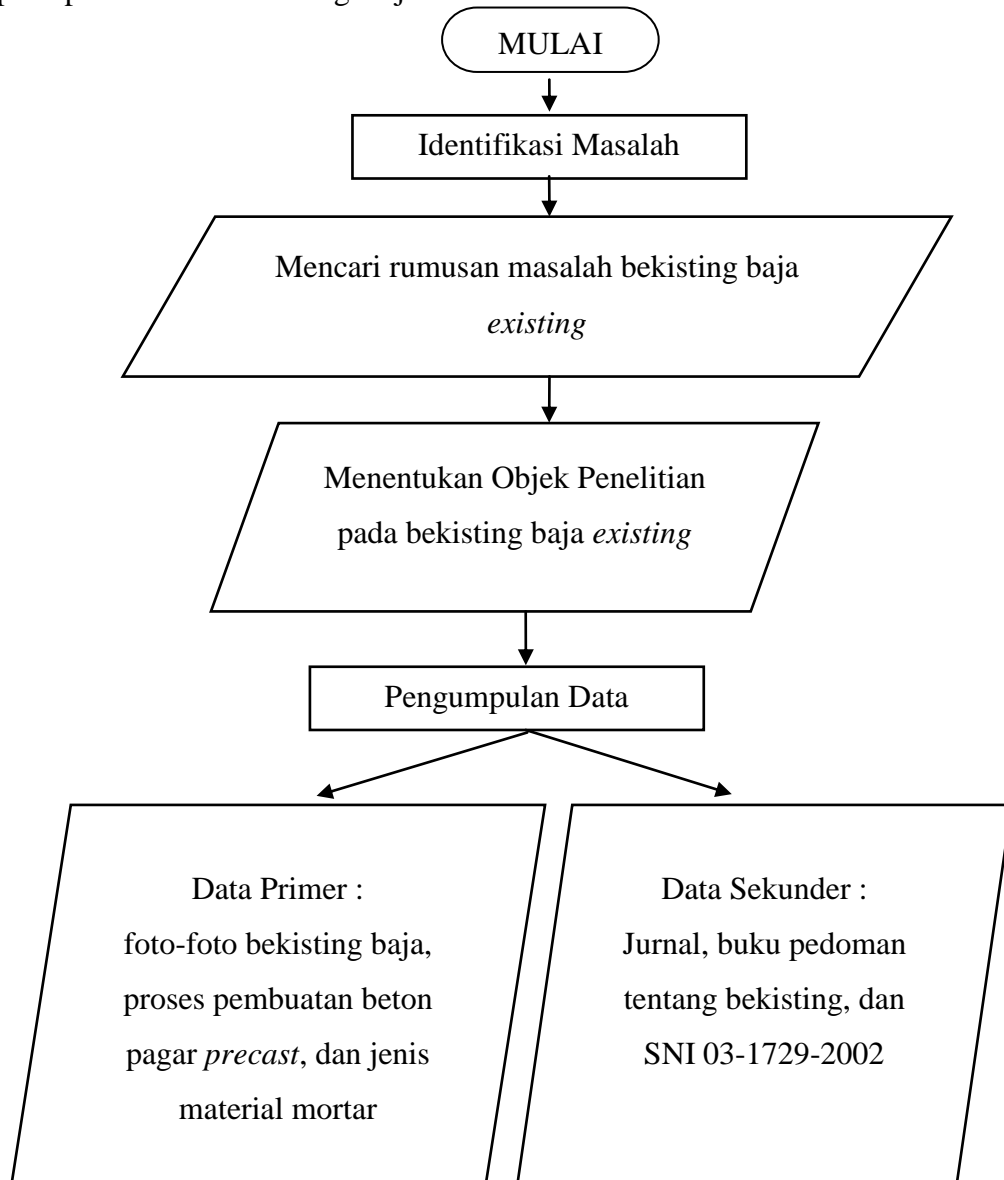 MULAI
Identifikasi Masalah
Mencari rumusan masalah bekisting baja
existing
Menentukan Objek Penelitian
pada bekisting baja existing
Pengumpulan Data
Data Primer :
foto-foto bekisting baja,
proses pembuatan beton
pagar precast, dan jenis
material mortar
Data Sekunder :
Jurnal, buku pedoman
tentang bekisting, dan
SNI 03-1729-2002